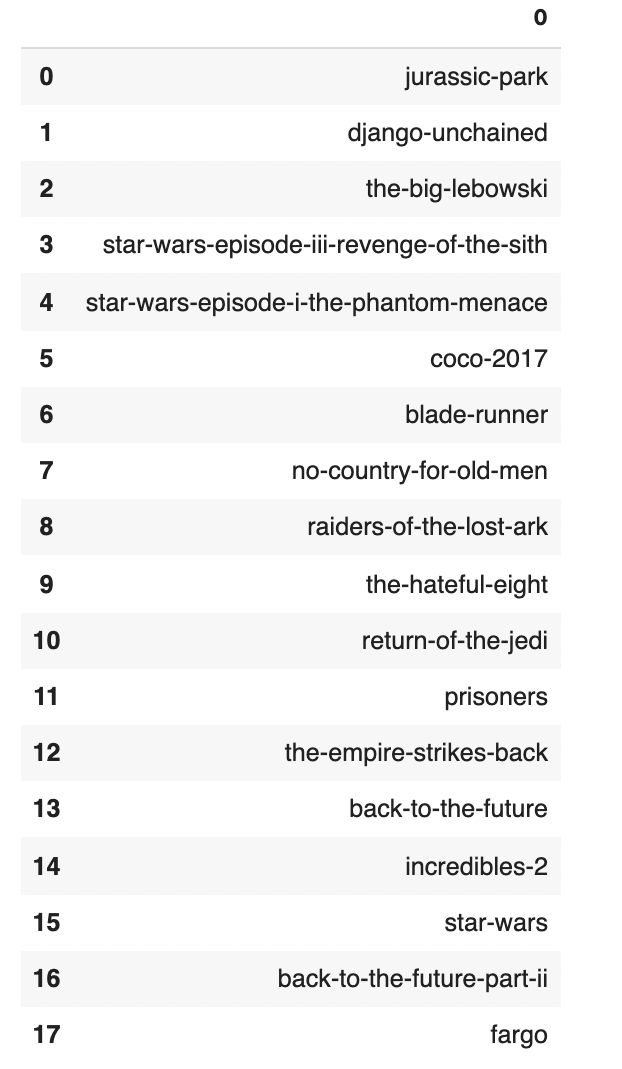 0
0 jurassic-park
1 django-unchained
2 the-big-lebowski
3 star-wars-episode-iii-revenge-of-the-sith
4 star-wars-episode-i-the-phantom-menace
5 coco-2017
6 blade-runner
7 no-country-for-old-men
8 raiders-of-the-lost-ark
9 the-hateful-eight
10 return-of-the-jedi
11 prisoners
12 the-empire-strikes-back
13 back-to-the-future
14 incredibles-2
15 star-wars
16 back-to-the-future-part-ii
17 fargo